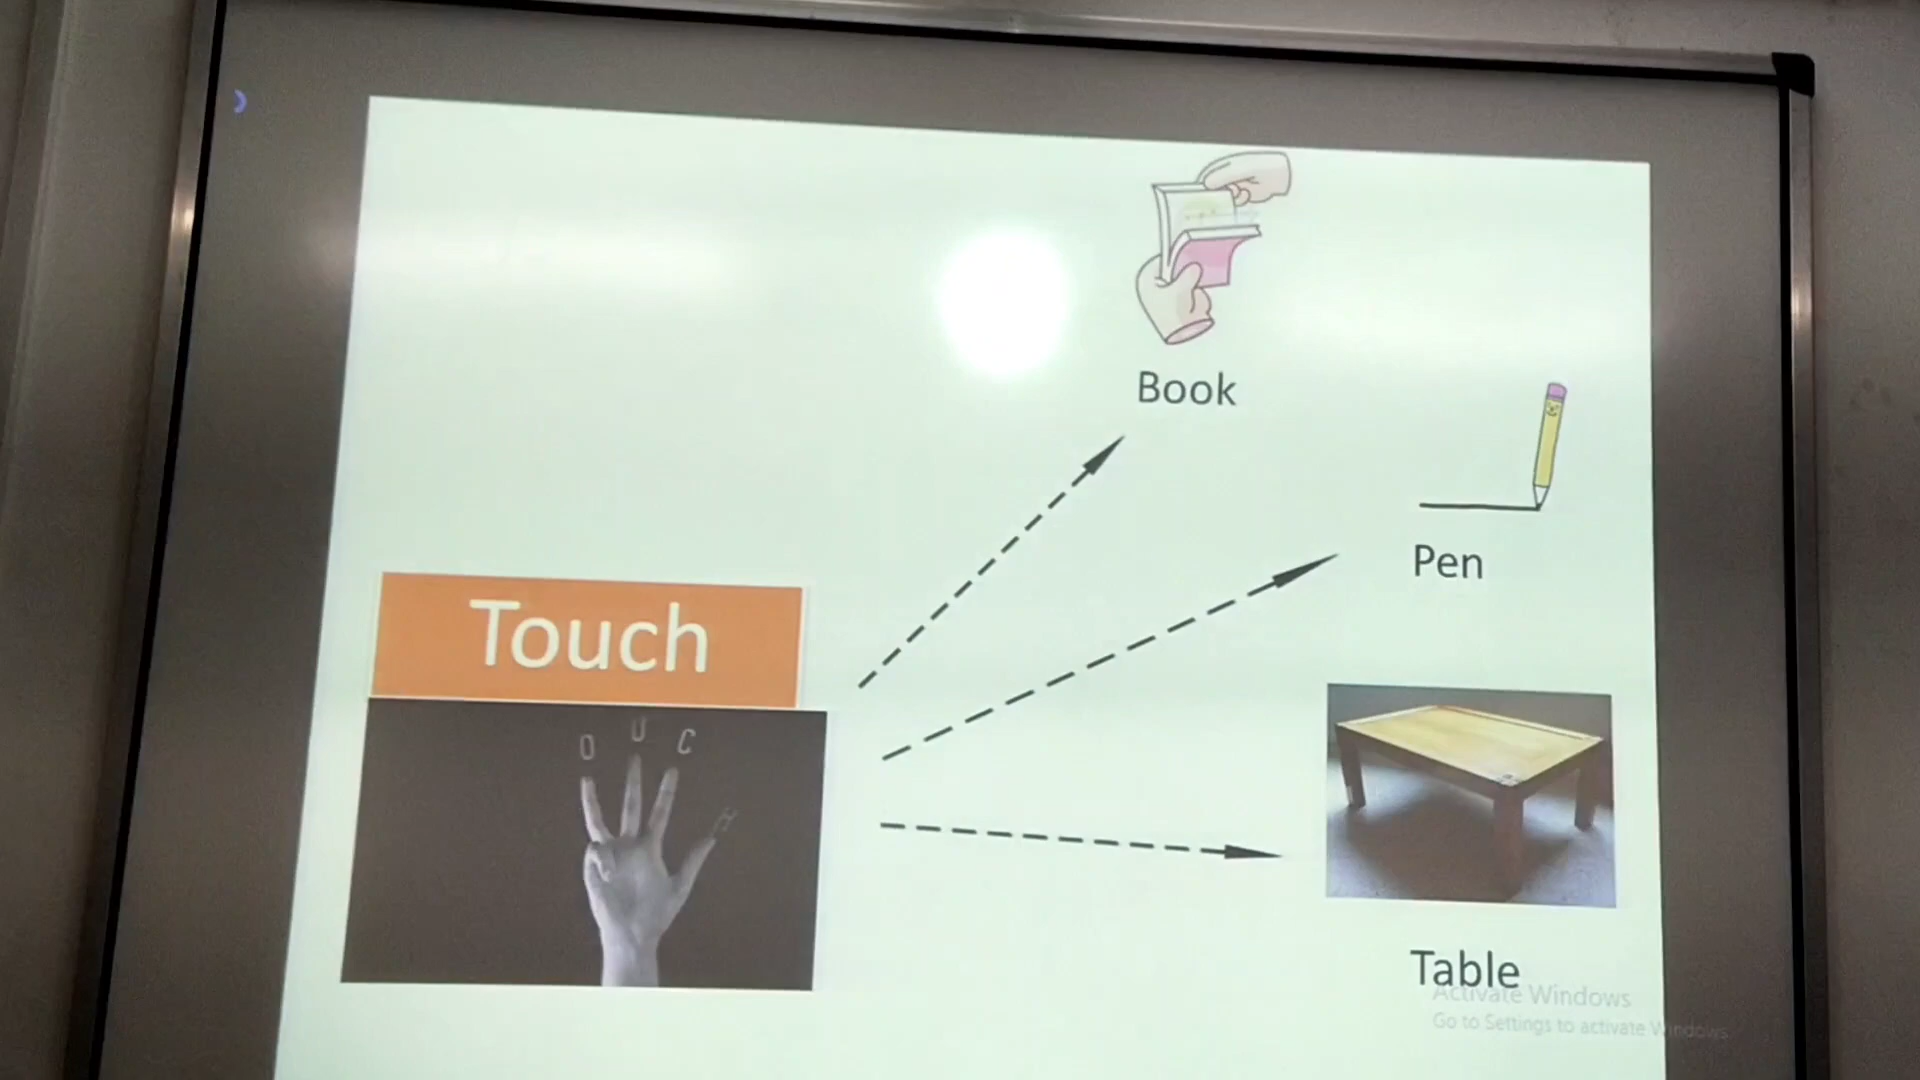 Book
Pen
Touch
O U C H
Table
Activate Windows
Go to Settings to activate Windows